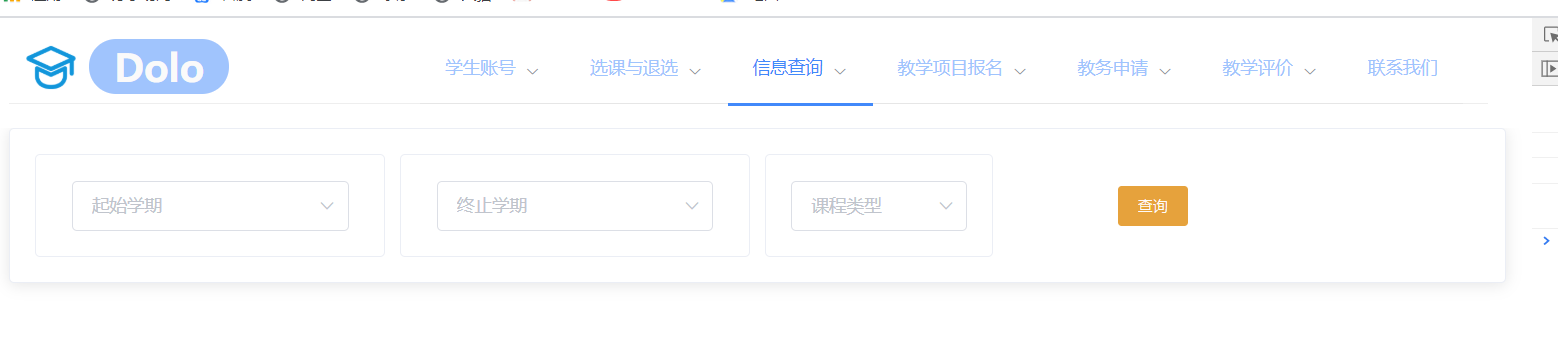 Dolo
学生账号
选课与退选
信息查询
教学项目报名
教务申请
教学评价
联系我们
起始学期
终止学期
课程类型
查询